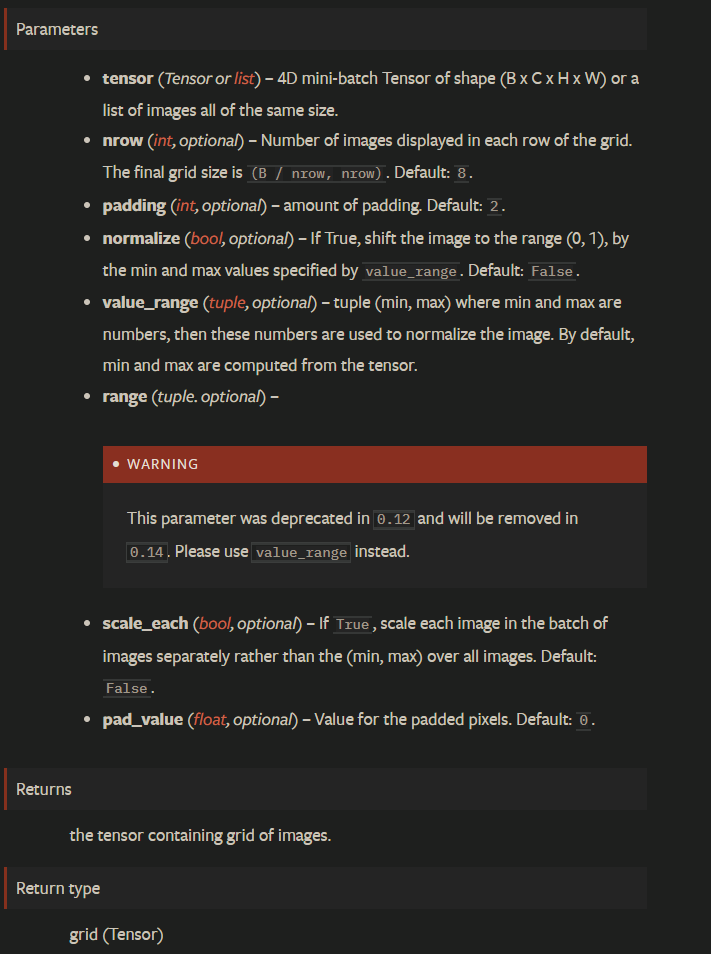 Parameters
• tensor (Tensor or list) – 4D mini-batch Tensor of shape (B x C x H x W) or a
list of images all of the same size.
• nrow (int, optional) – Number of images displayed in each row of the grid.
The final grid size is (B / nrow, nrow). Default: 8.
• padding (int, optional) – amount of padding. Default: 2.
• normalize (bool, optional) – If True, shift the image to the range (0, 1), by
the min and max values specified by value_range. Default: False.
• value_range (tuple, optional) – tuple (min, max) where min and max are
numbers, then these numbers are used to normalize the image. By default,
min and max are computed from the tensor.
• range (tuple. optional) –
• WARNING
This parameter was deprecated in 0.12 and will be removed in
0.14. Please use value_range instead.
• scale_each (bool, optional) – If True, scale each image in the batch of
images separately rather than the (min, max) over all images. Default:
False.
• pad_value (float, optional) – Value for the padded pixels. Default: 0.
Returns
the tensor containing grid of images.
Return type
grid (Tensor)